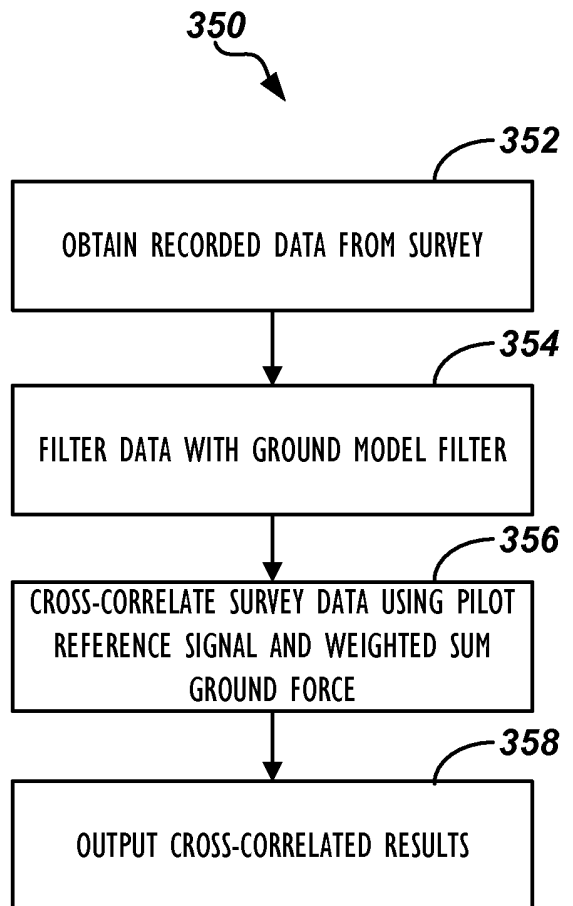 350
352
OBTAIN RECORDED DATA FROM SURVEY
354
FILTER DATA WITH GROUND MODEL FILTER
356
CROSS-CORRELATE SURVEY DATA USING PILOT
REFERENCE SIGNAL AND WEIGHTED SUM
GROUND FORCE
358
OUTPUT CROSS-CORRELATED RESULTS